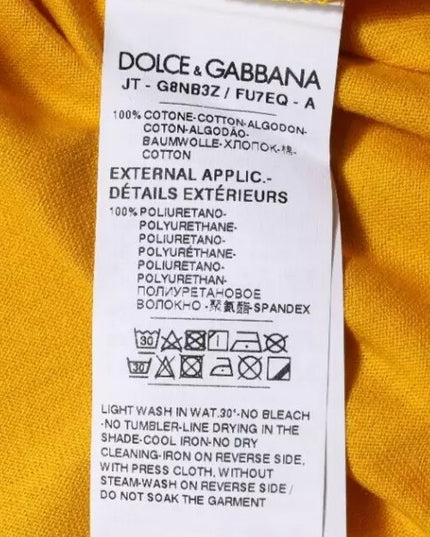 DOLCE & GABBANA
JT - G8NB3Z / FU7EQ - A
100% COTONE-COTTON-ALGODON-
COTON-ALGODÃO-
BAUMWOLLE-ХЛОПОК-棉-
COTTON
EXTERNAL APPLIC.-
DÉTAILS EXTÉRIEURS
100% POLIURETANO-
POLYURETHANE-
POLIURETANO-
POLYURÉTHANE-
POLIURETANO-
POLYURETHAN-
ПОЛИУРЕТАНОВОЕ
ВОЛОКНО-聚氨酯-SPANDEX
30
30
LIGHT WASH IN WAT.30°-NO BLEACH
-NO TUMBLER-LINE DRYING IN THE
SHADE-COOL IRON-NO DRY
CLEANING-IRON ON REVERSE SIDE,
WITH PRESS CLOTH, WITHOUT
STEAM-WASH ON REVERSE SIDE /
DO NOT SOAK THE GARMENT